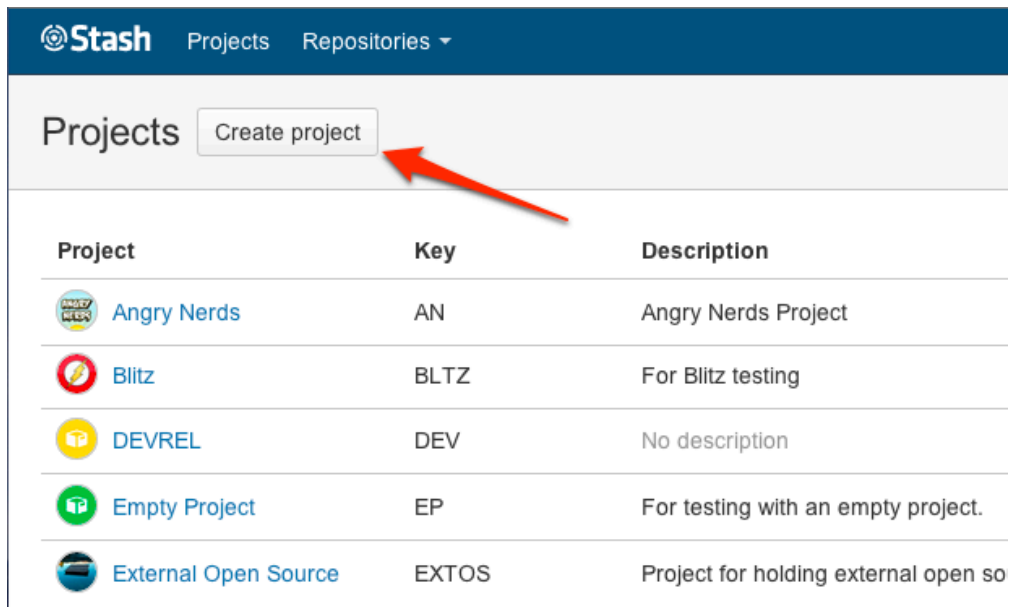 Stash Projects Repositories
Projects Create project
Project Key Description
ANGRY NERDS Angry Nerds AN Angry Nerds Project
Blitz BLTZ For Blitz testing
DEVREL DEV No description
Empty Project EP For testing with an empty project.
External Open Source EXTOS Project for holding external open so